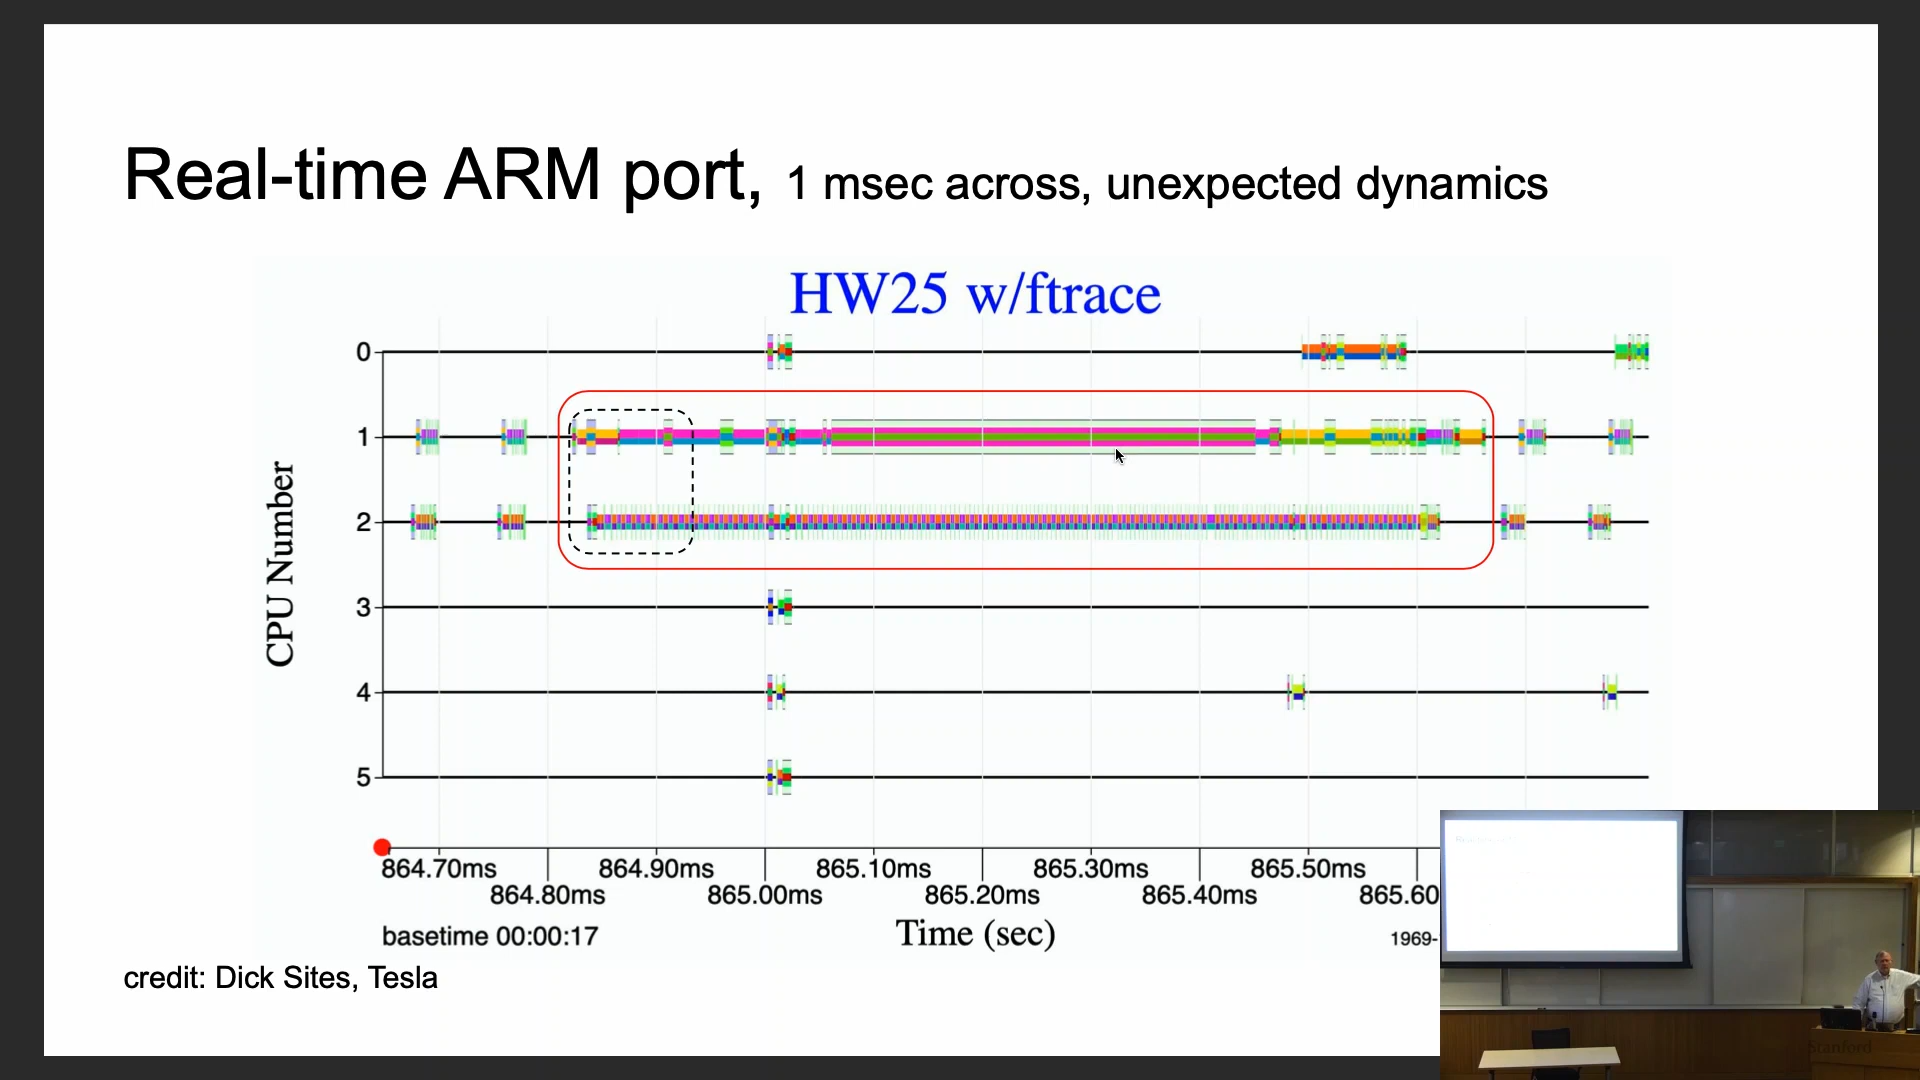 Real-time ARM port, 1 msec across, unexpected dynamics
HW25 w/ftrace
0
1
2
3
4
5
CPU Number
864.70ms 864.90ms 865.10ms 865.30ms 865.50ms
864.80ms 865.00ms 865.20ms 865.40ms 865.60
Time (sec)
basetime 00:00:17
1969-
credit: Dick Sites, Tesla
Stanford